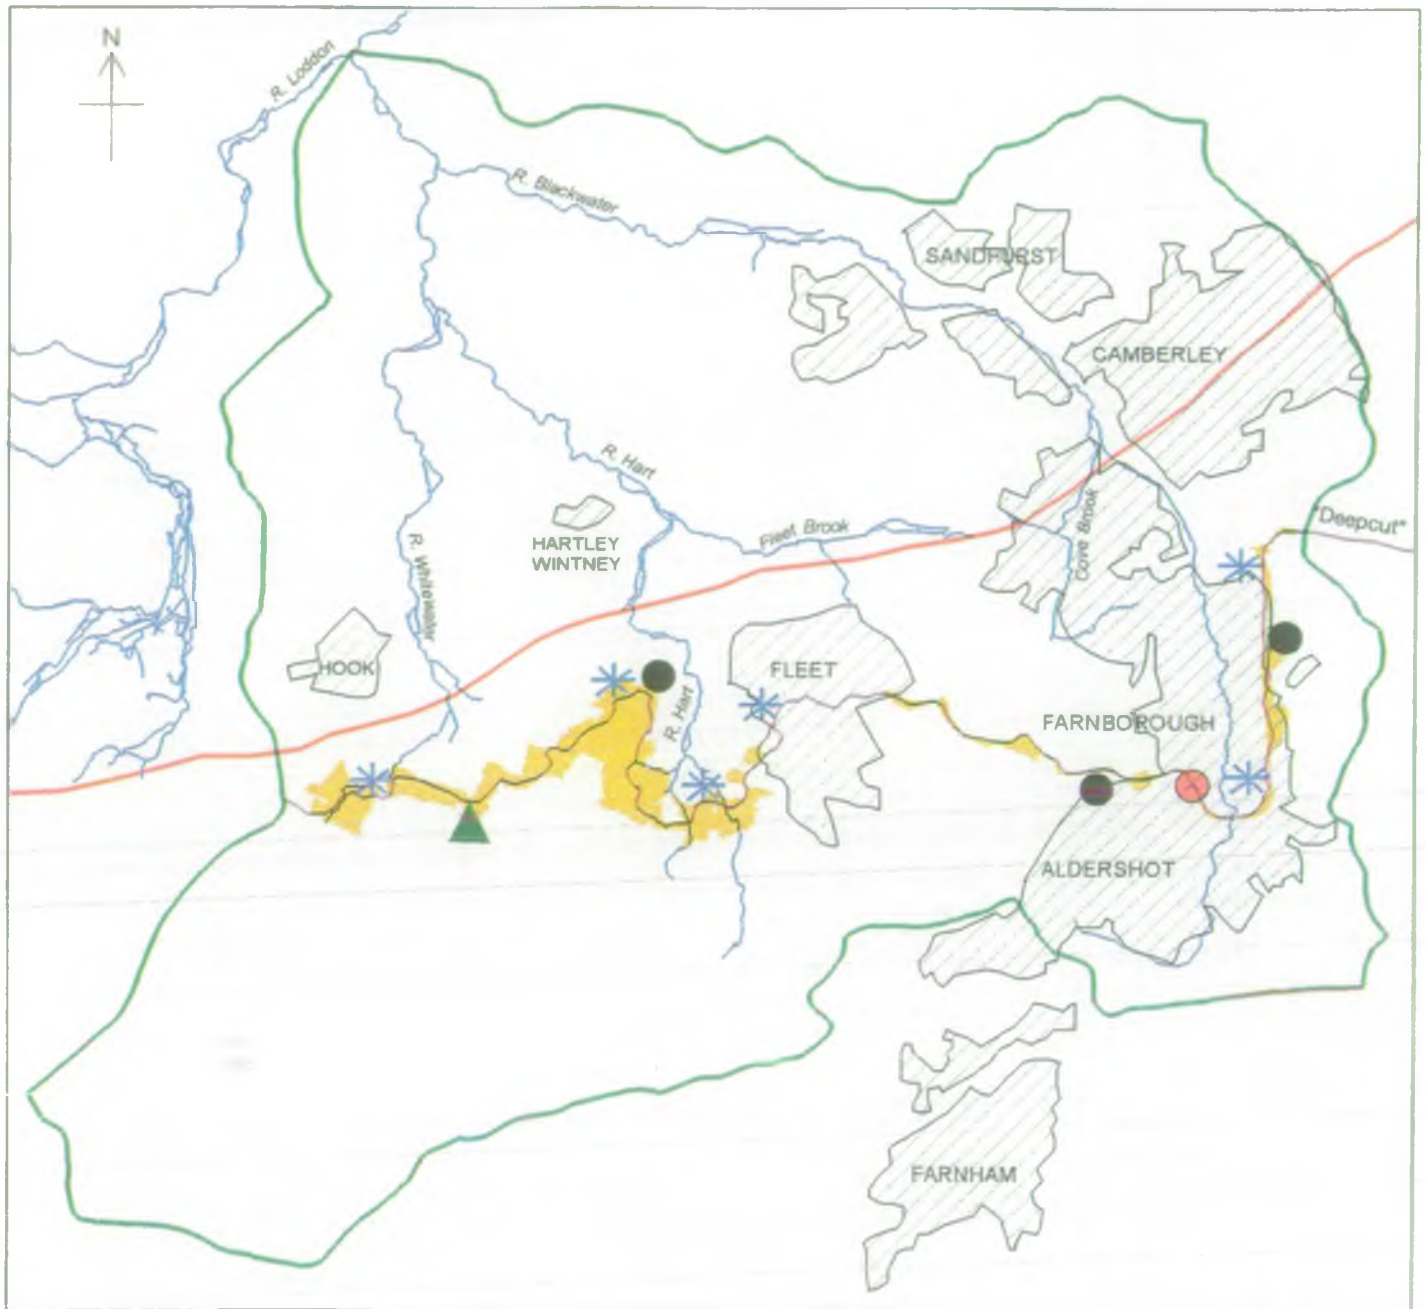 N
R. Loddon
R. Blackwater
SANDHURST
CAMBERLEY
R. Hart
"Deepcut"
HARTLEY
WINTNEY
Fleet Brook
Cove Brook
R. Whitewater
HOOK
FLEET
R. Hart
FARNBOROUGH
ALDERSHOT
FARNHAM